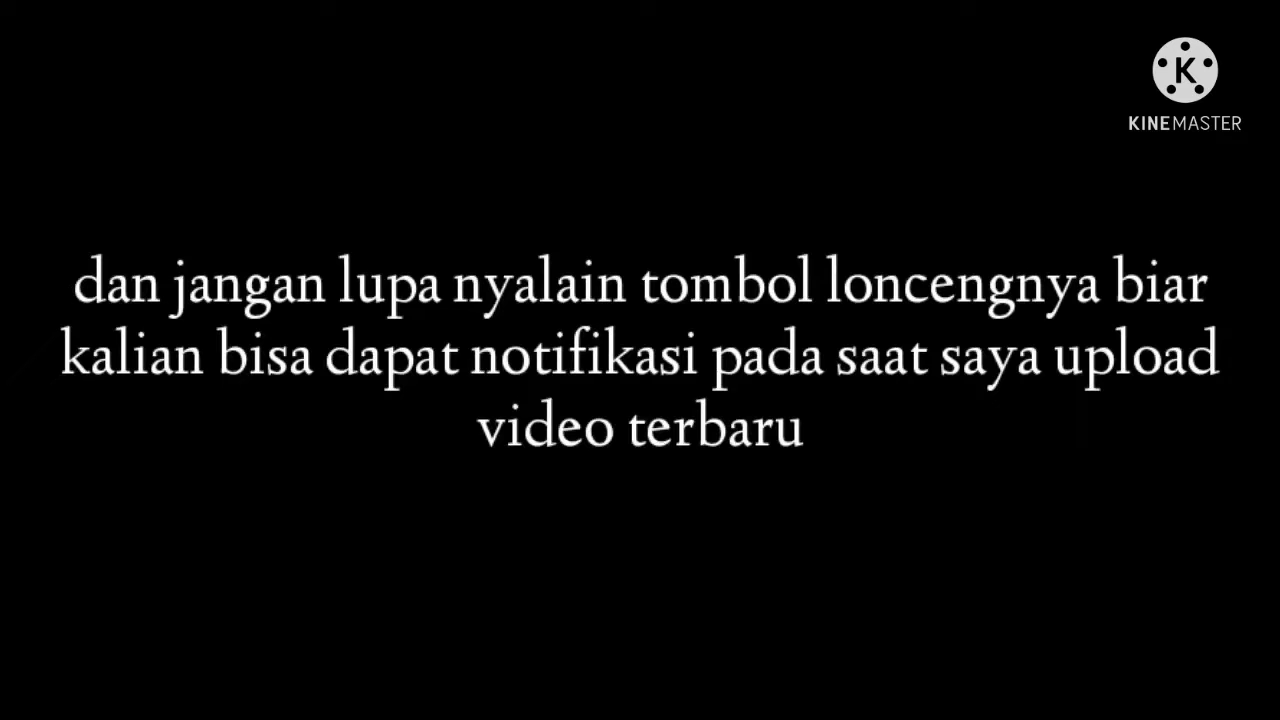 K
KINEMASTER
dan jangan lupa nyalain tombol loncengnya biar
kalian bisa dapat notifikasi pada saat saya upload
video terbaru